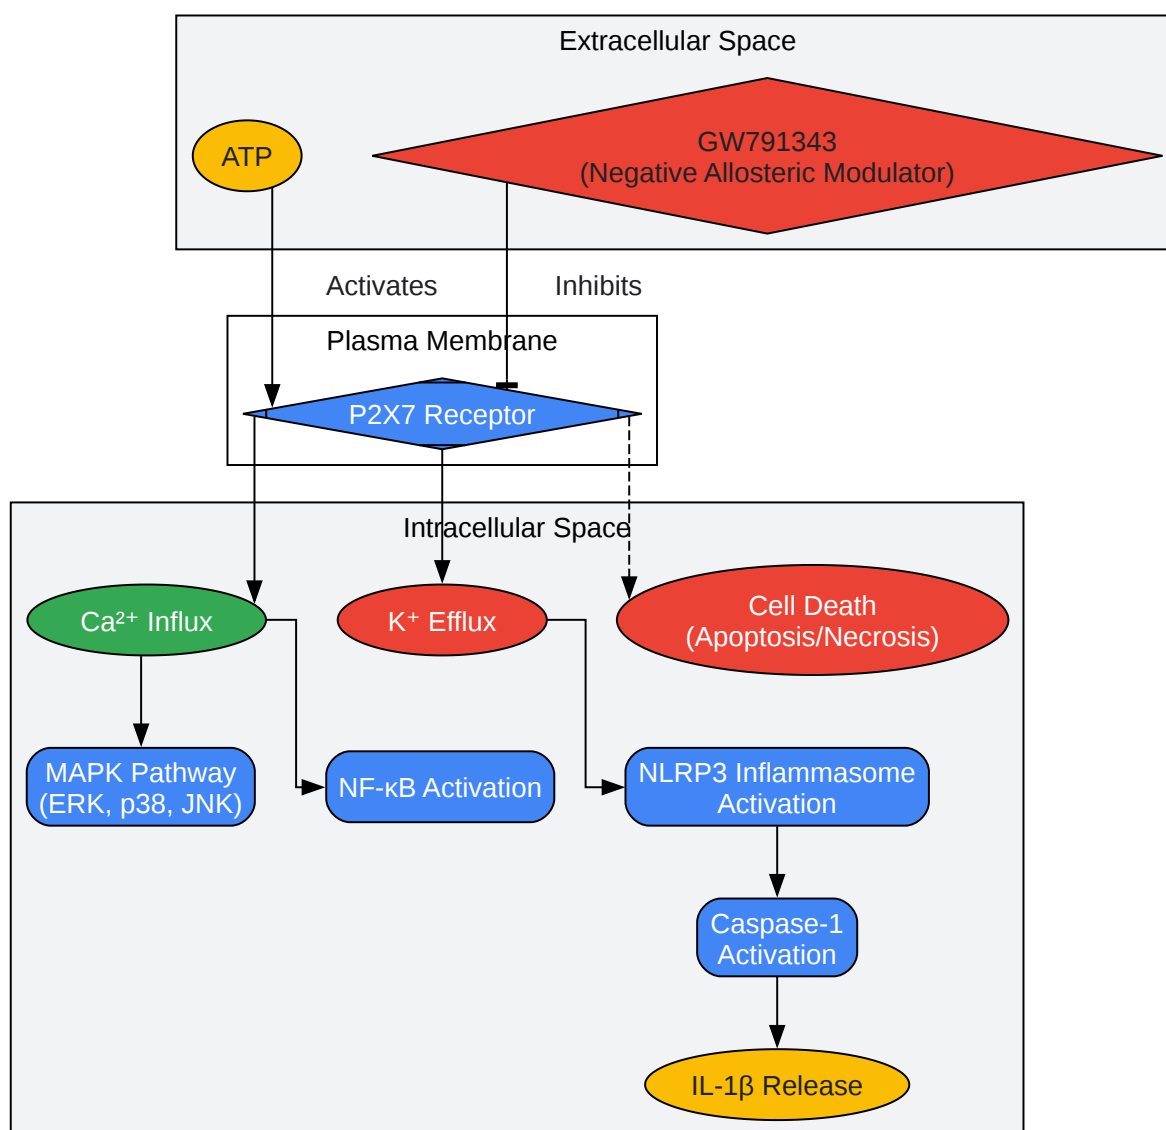 Extracellular Space
ATP
GW791343
(Negative Allosteric Modulator)
Activates
Inhibits
Plasma Membrane
P2X7 Receptor
Intracellular Space
Ca²⁺ Influx
K⁺ Efflux
Cell Death
(Apoptosis/Necrosis)
MAPK Pathway
(ERK, p38, JNK)
NF-κB Activation
NLRP3 Inflammasome
Activation
Caspase-1
Activation
IL-1β Release